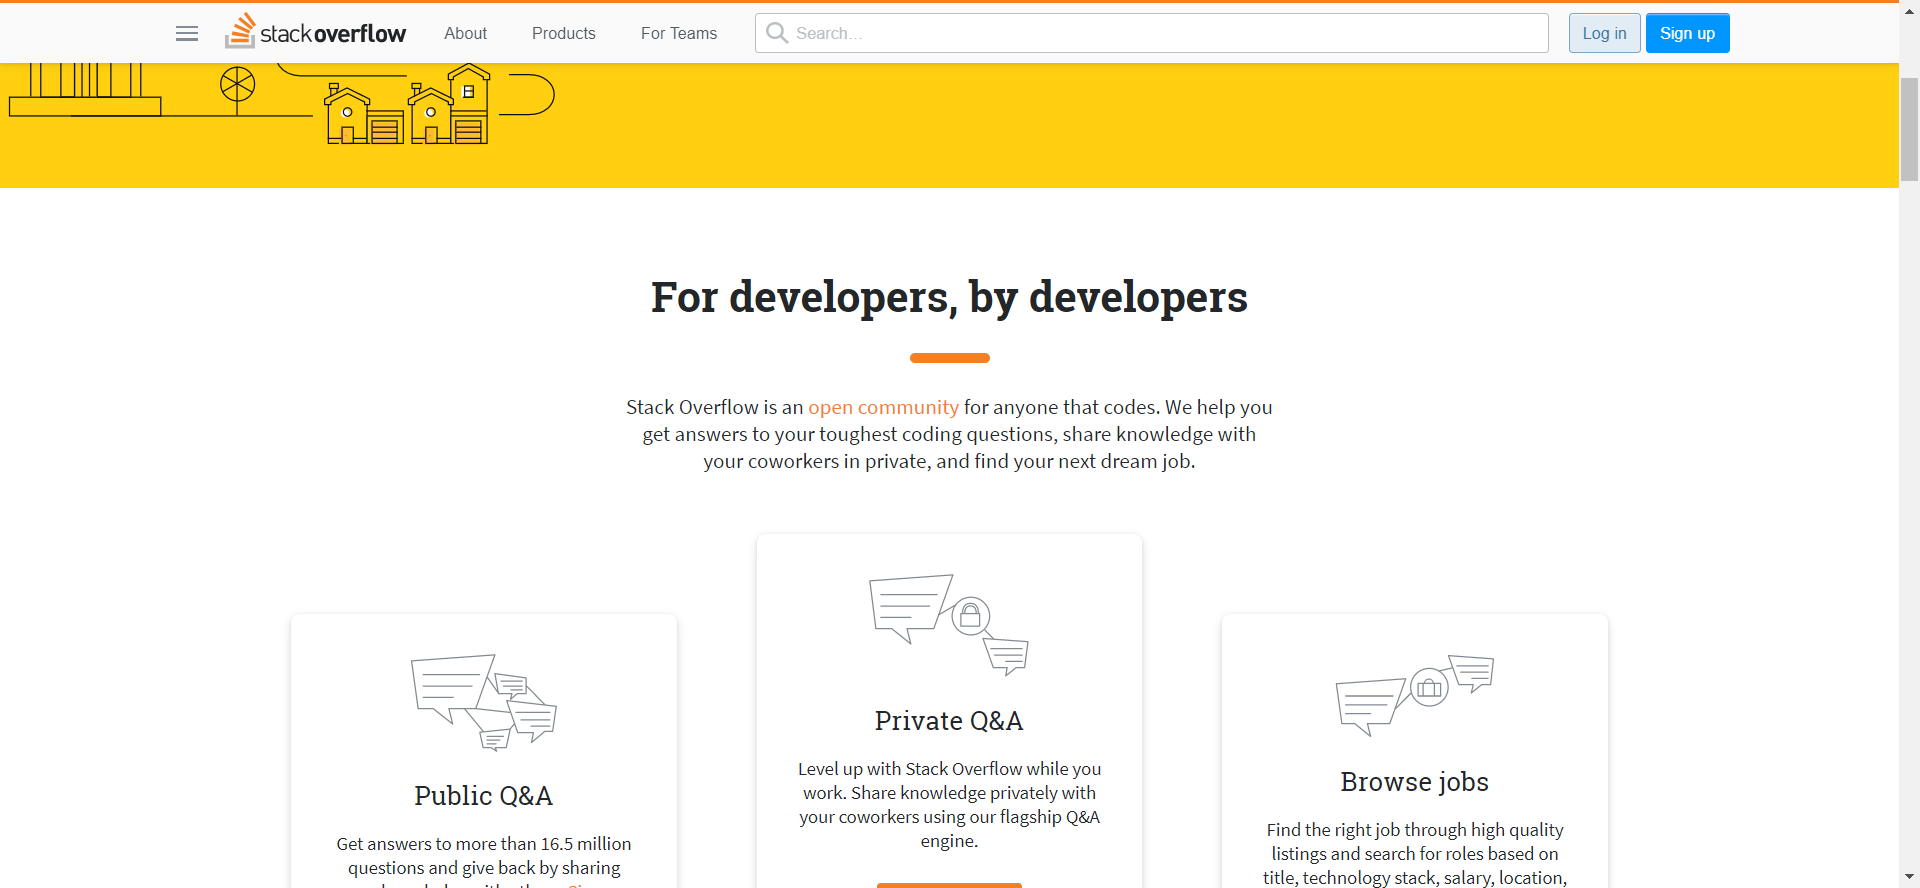 stackoverflow
About
Products
For Teams
Search...
Log in
Sign up
For developers, by developers
Stack Overflow is an open community for anyone that codes. We help you
get answers to your toughest coding questions, share knowledge with
your coworkers in private, and find your next dream job.
Public Q&A
Get answers to more than 16.5 million
questions and give back by sharing
Private Q&A
Level up with Stack Overflow while you
work. Share knowledge privately with
your coworkers using our flagship Q&A
engine.
Browse jobs
Find the right job through high quality
listings and search for roles based on
title, technology stack, salary, location,